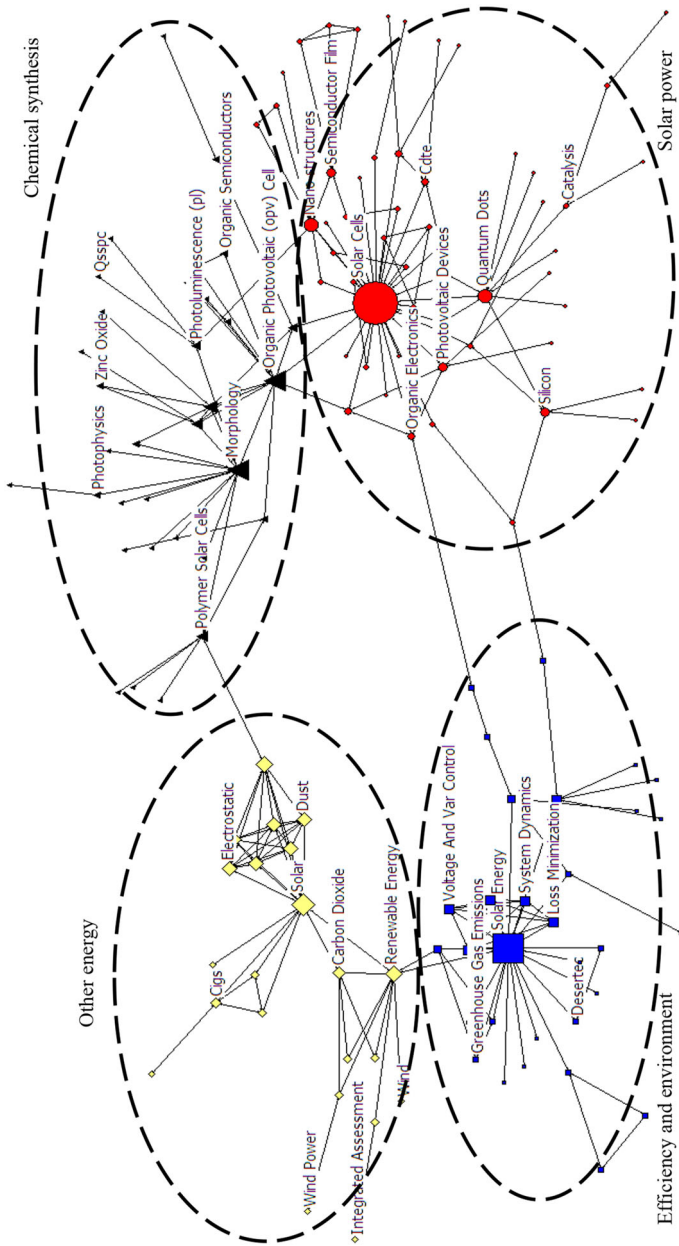 Chemical synthesis
Qsspc
Zinc Oxide
Photophysics
Photoluminescence (pl)
Organic Semiconductors
Morphology
Organic Photovoltaic (opv) Cell
Polymer Solar Cells
Solar power
Nano structures
Semiconductor Film
Solar Cells
Cdte
Organic Electronics
Photovoltaic Devices
Quantum Dots
Catalysis
Silicon
Other energy
Electrostatic
Dust
Solar
Cigs
Carbon Dioxide
Renewable Energy
Wind Power
Integrated Assessment
Wind
Efficiency and environment
Voltage And Var Control
Greenhouse Gas Emissions
Solar Energy
System Dynamics
Loss Minimization
Desertec